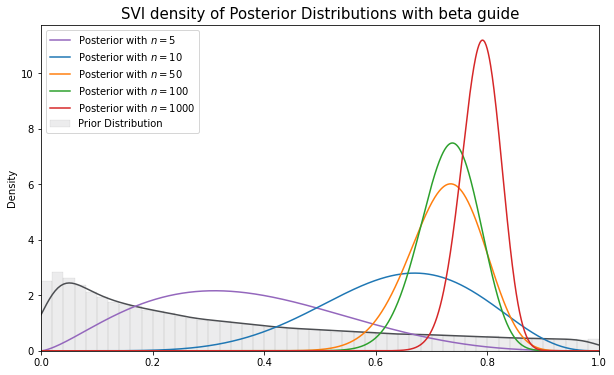 SVI density of Posterior Distributions with beta guide
Posterior with n = 5
Posterior with n = 10
Posterior with n = 50
Posterior with n = 100
Posterior with n = 1000
Prior Distribution
Density
10
8
6
4
2
0
0.0 0.2 0.4 0.6 0.8 1.0